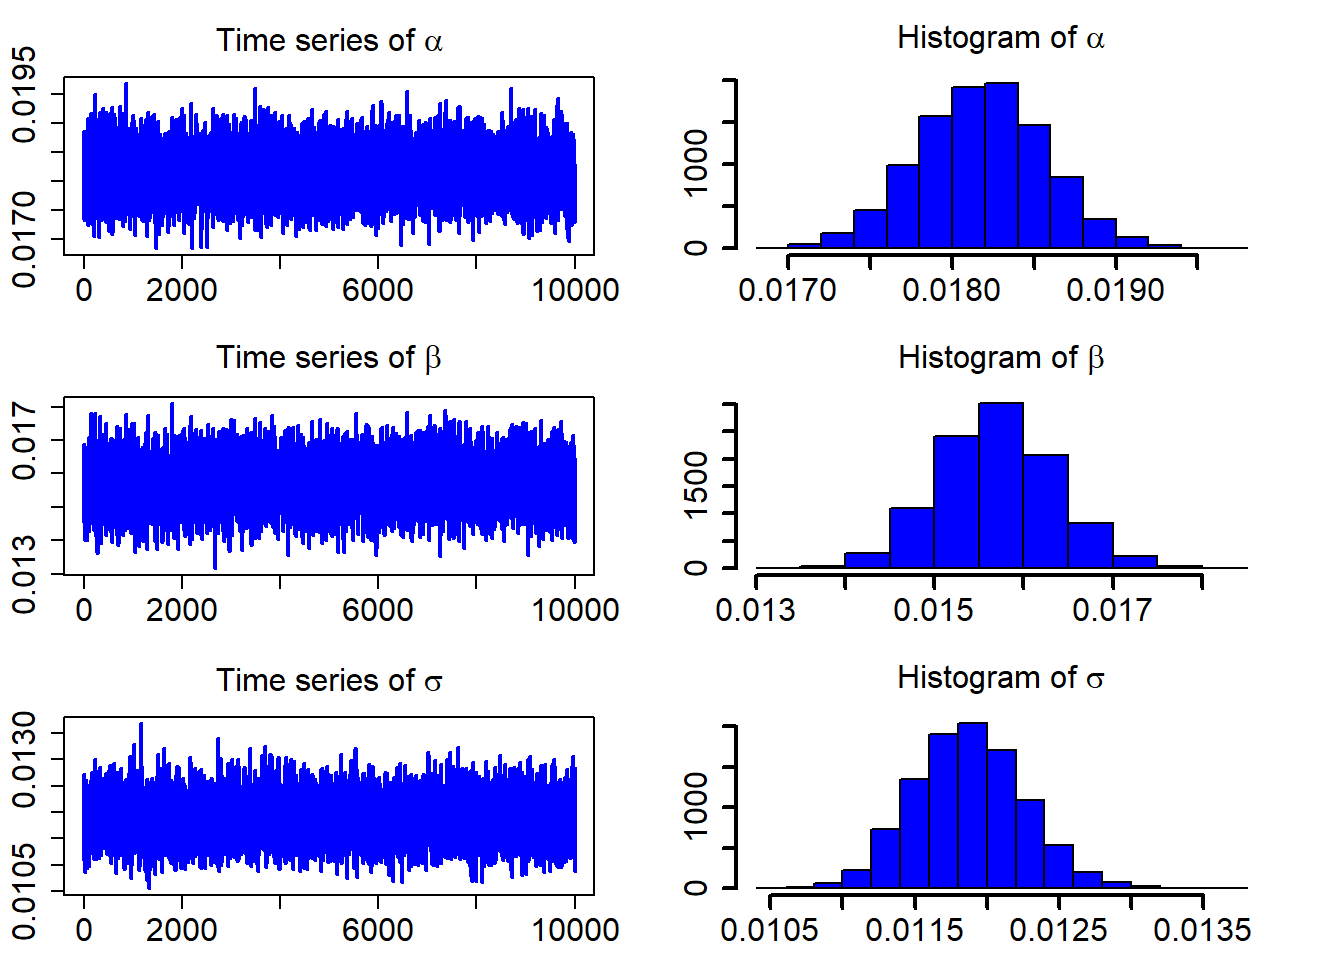 Time series of α
0.0195
0.0170
0 2000 6000 10000
Histogram of α
1000
0
0.0170 0.0180 0.0190
Time series of β
0.017
0.013
0 2000 6000 10000
Histogram of β
1500
0
0.013 0.015 0.017
Time series of σ
0.0130
0.0105
0 2000 6000 10000
Histogram of σ
1000
0
0.0105 0.0115 0.0125 0.0135